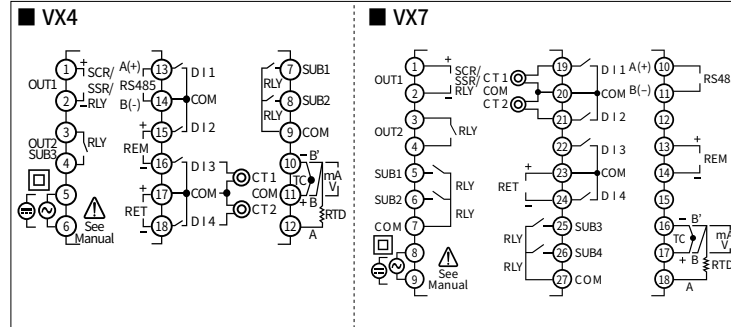 ■ VX4
1 + SCR/
OUT1 SSR/
2 - RLY
3
OUT2 RLY
SUB3
4
5
6
See
Manual
A(+) 13 DI1
RS485
B(-) 14 COM
+ 15 DI2
REM
- 16 DI3
+ 17 COM
RET
- 18 DI4
CT1
COM
CT2
7 SUB1
RLY
8 SUB2
RLY
9 COM
10 - B'
TC mA
V
11 + B
RTD
12 A
■ VX7
1 + SCR/
OUT1 SSR/
2 - RLY
3
OUT2 RLY
4
SUB1 5
RLY
SUB2 6
RLY
COM 7
8
9
See
Manual
CT1 19 DI1
COM 20 COM
CT2 21 DI2
22 DI3
+ 23 COM
RET
- 24 DI4
25 SUB3
RLY
26 SUB4
RLY
27 COM
A(+) 10
RS48
B(-) 11
12
13 +
REM
14 -
15
16 - B'
TC mA
V
17 + B
RTD
18 A